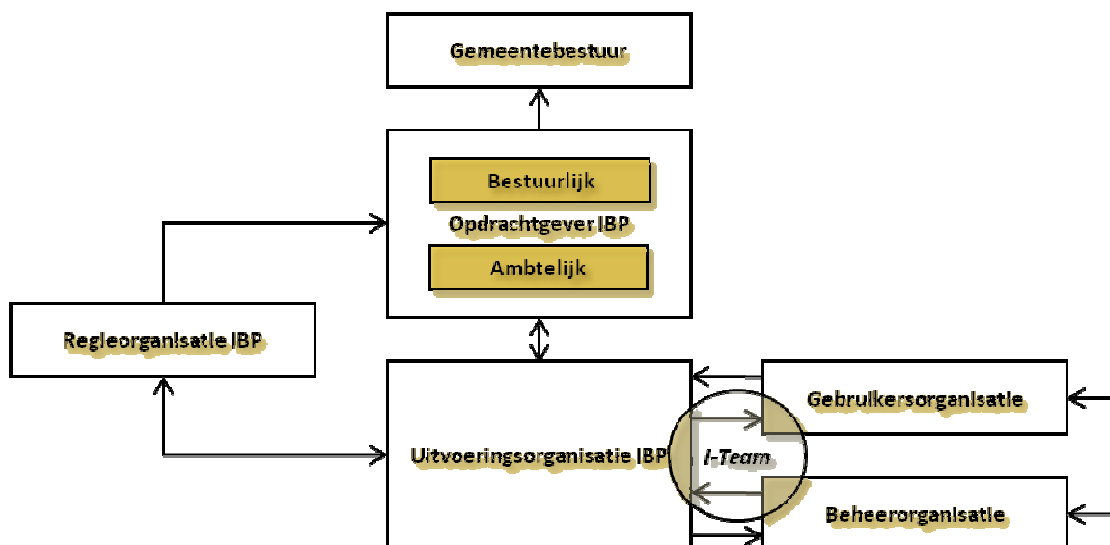 Gemeentebestuur
Bestuurlijk
Opdrachtgever IBP
Ambtelijk
Regieorganisatie IBP
Gebruikersorganisatie
Uitvoeringsorganisatie IBP
I-Team
Beheerorganisatie